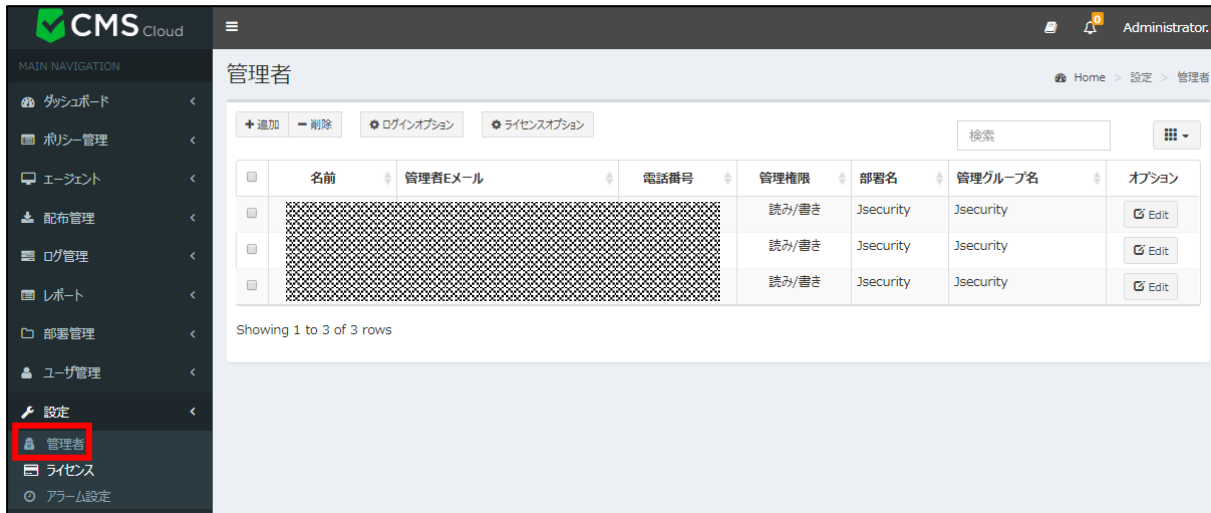 CMS Cloud
0
Administrator.
MAIN NAVIGATION
ダッシュボード
ポリシー管理
エージェント
配布管理
ログ管理
レポート
部署管理
ユーザ管理
設定
管理者
ライセンス
アラーム設定
管理者
Home > 設定 > 管理者
追加 削除 ログインオプション ライセンスオプション
検索
名前 管理者Eメール 電話番号 管理権限 部署名 管理グループ名 オプション
読み/書き Jsecurity Jsecurity Edit
読み/書き Jsecurity Jsecurity Edit
読み/書き Jsecurity Jsecurity Edit
Showing 1 to 3 of 3 rows